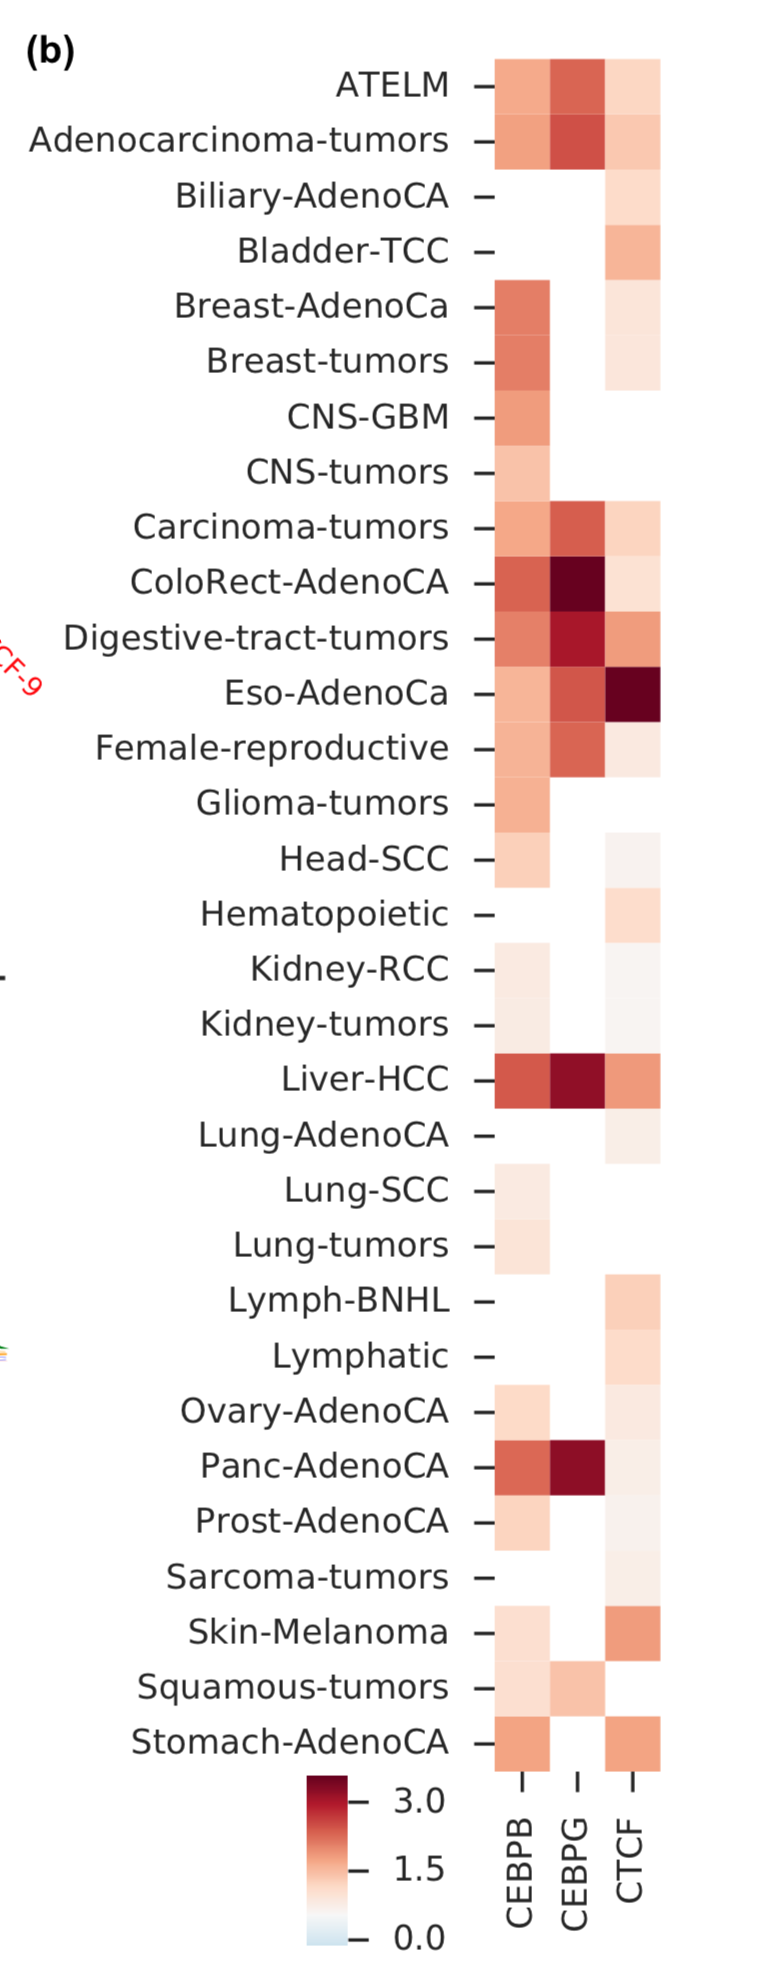 (b)
ATELM
Adenocarcinoma-tumors
Biliary-AdenoCA
Bladder-TCC
Breast-AdenoCa
Breast-tumors
CNS-GBM
CNS-tumors
Carcinoma-tumors
ColoRect-AdenoCA
Digestive-tract-tumors
CF-9
Eso-AdenoCa
Female-reproductive
Glioma-tumors
Head-SCC
Hematopoietic
Kidney-RCC
Kidney-tumors
Liver-HCC
Lung-AdenoCA
Lung-SCC
Lung-tumors
Lymph-BNHL
Lymphatic
Ovary-AdenoCA
Panc-AdenoCA
Prost-AdenoCA
Sarcoma-tumors
Skin-Melanoma
Squamous-tumors
Stomach-AdenoCA
3.0
1.5
0.0
CEBPB
CEBPG
CTCF